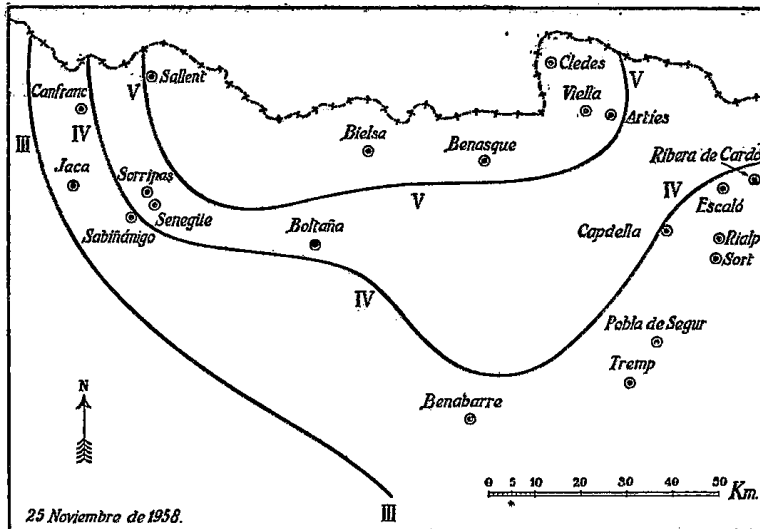 Cledes
V
Sallent
V
Canfranc
Viella
Arties
IV
III
Bielsa
Benasque
Ribera de Cardó
Jaca
Sorripas
V
IV
Escaló
Senegüe
Sabiñánigo
Boltaña
Capdella
Rialp
Sort
IV
Pobla de Segur
Tremp
N
Benabarre
0 5 10 20 30 40 50 Km.
25 Noviembre de 1958.
III